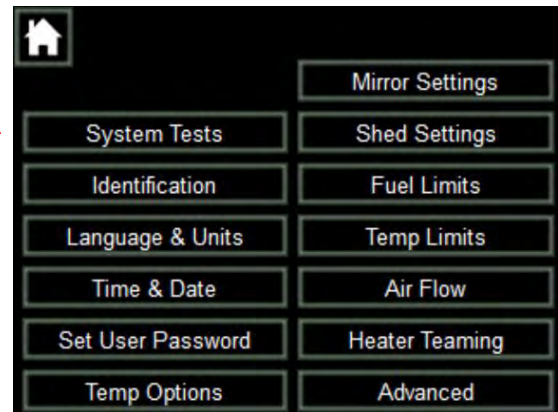 Mirror Settings
System Tests
Shed Settings
Identification
Fuel Limits
Language & Units
Temp Limits
Time & Date
Air Flow
Set User Password
Heater Teaming
Temp Options
Advanced